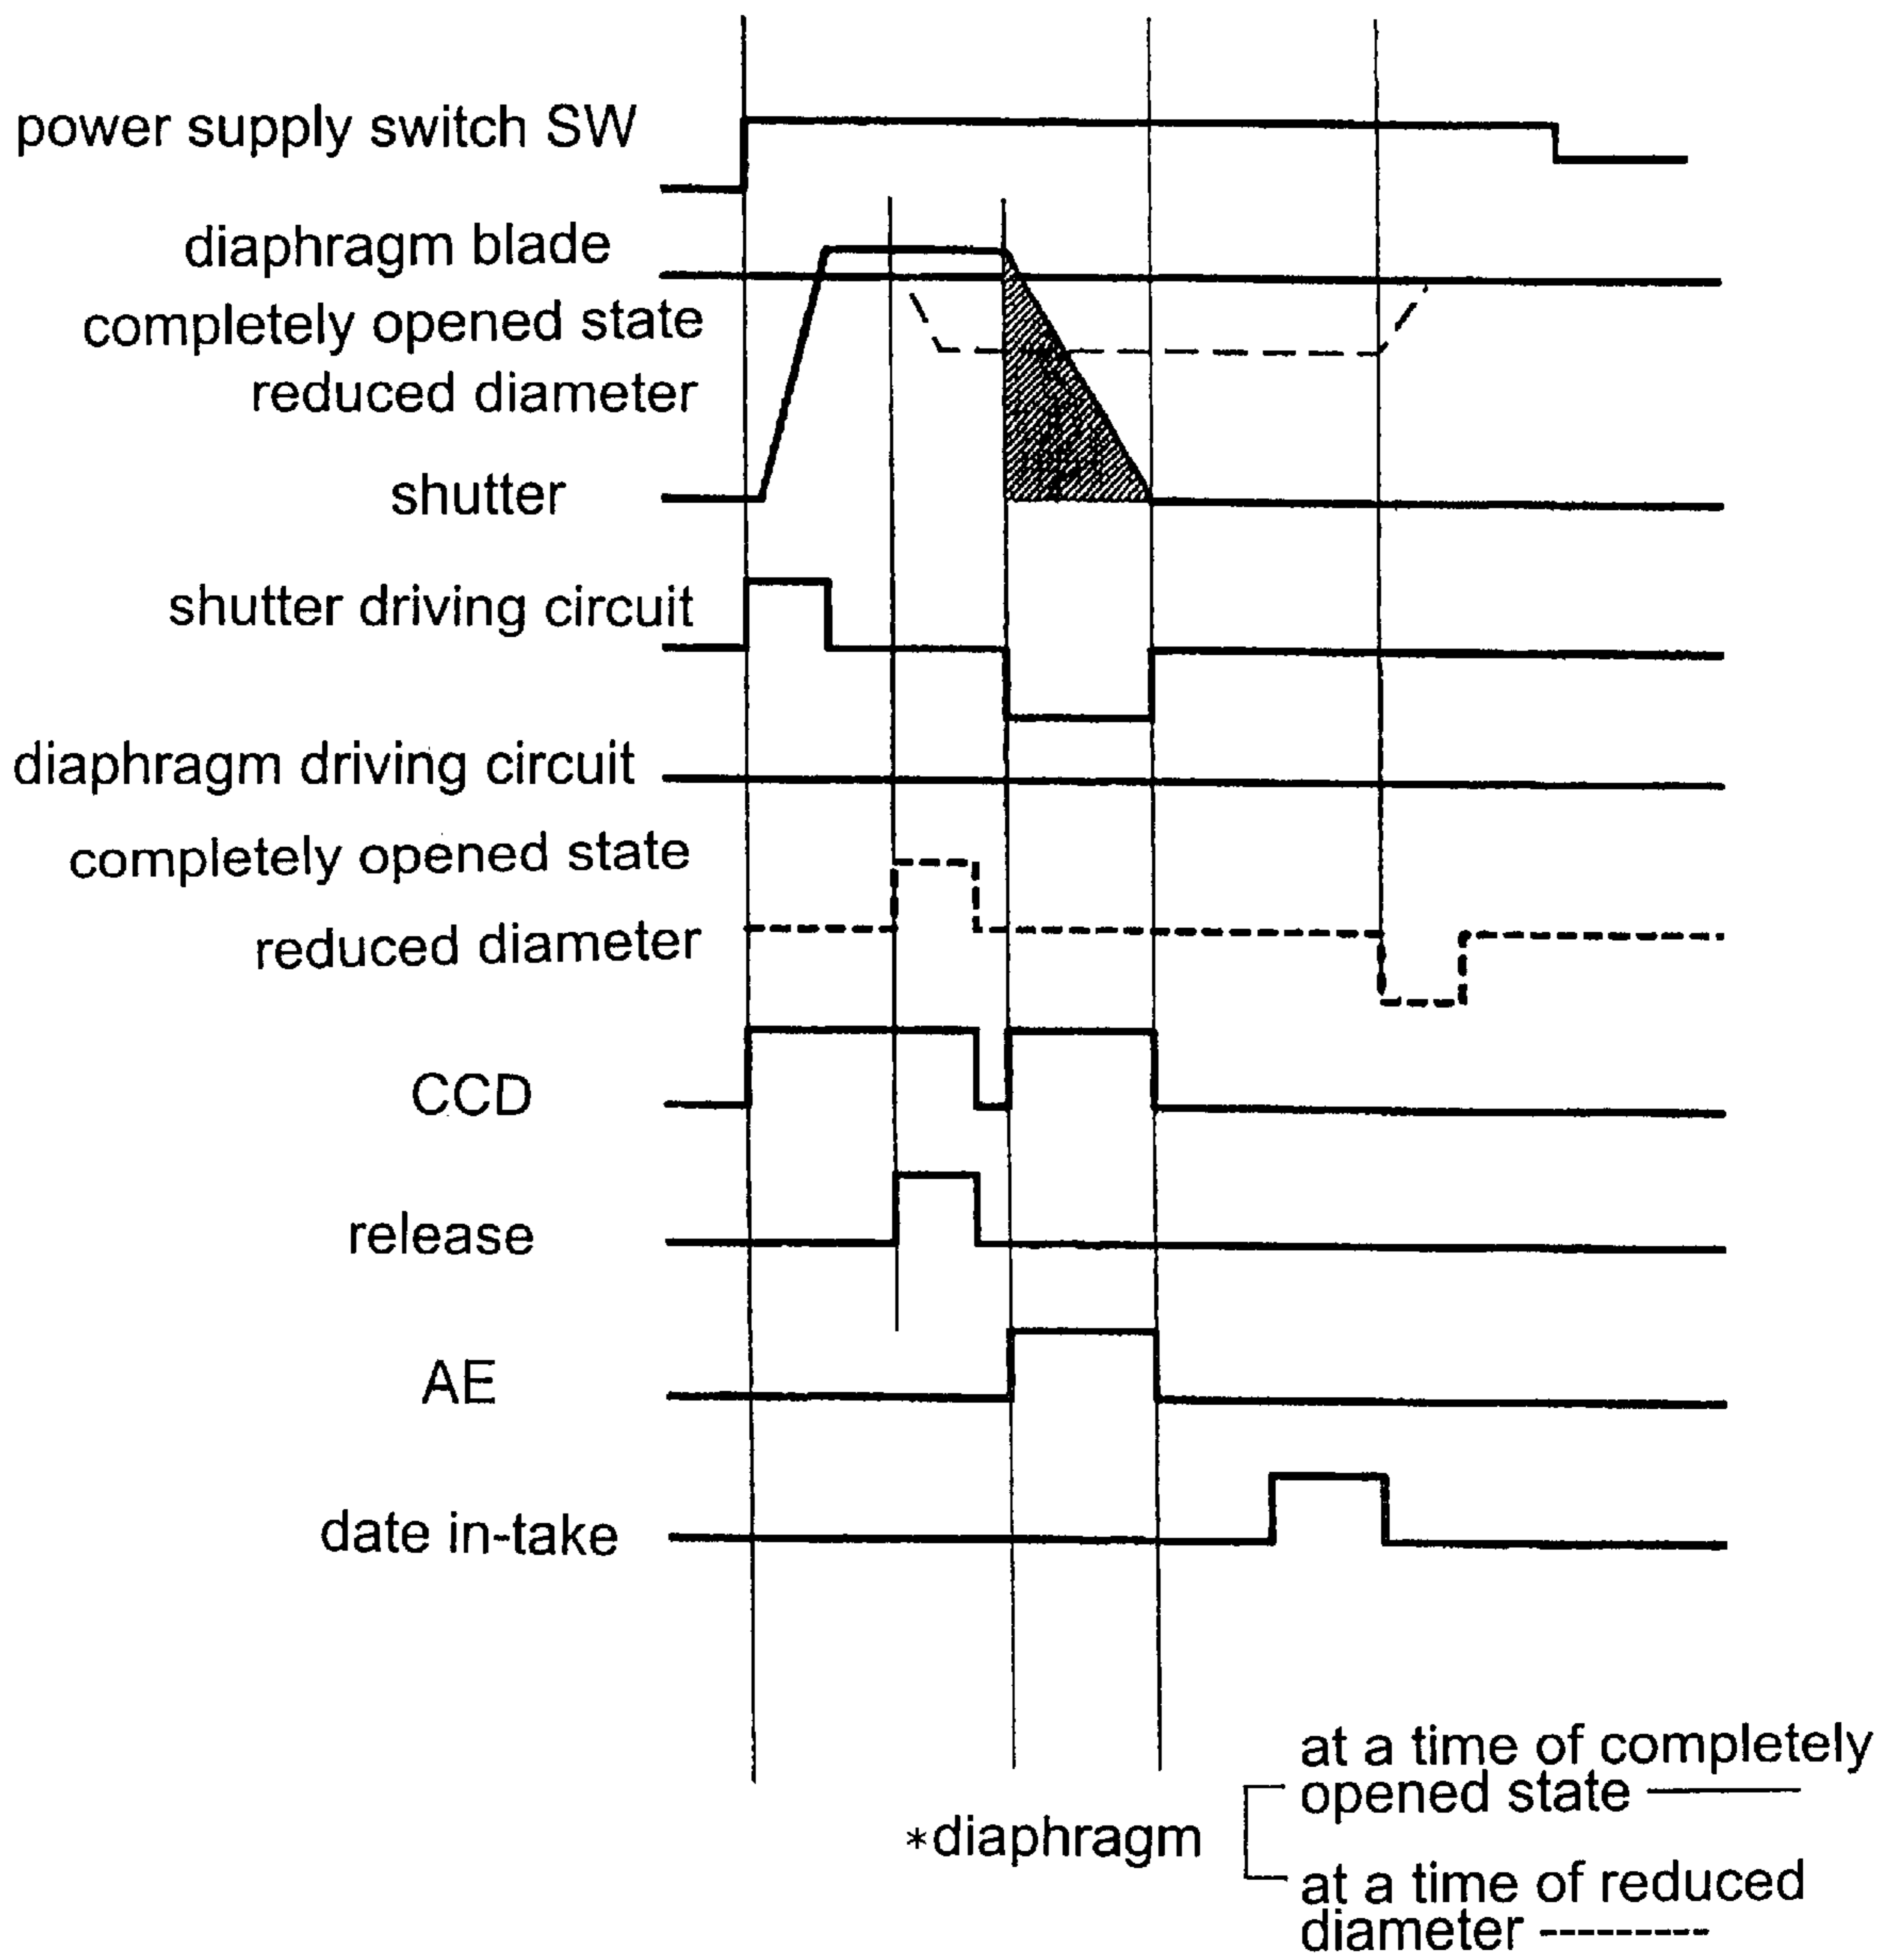 power supply switch SW
diaphragm blade
completely opened state
reduced diameter
shutter
shutter driving circuit
diaphragm driving circuit
completely opened state
reduced diameter
CCD
release
AE
date in-take
at a time of completely
opened state
*diaphragm
at a time of reduced
diameter